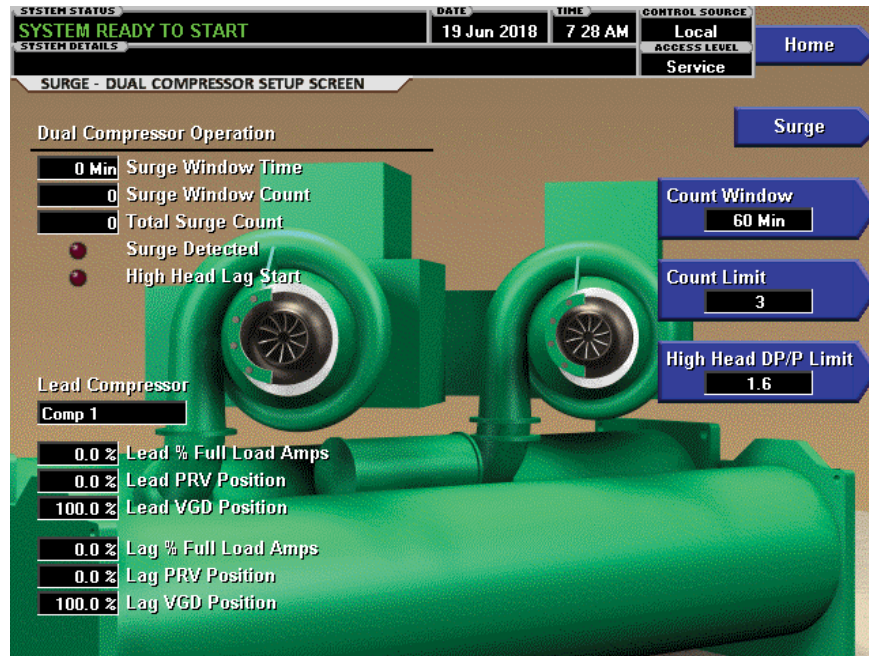 SYSTEM STATUS
SYSTEM READY TO START
DATE
19 Jun 2018
TIME
7 28 AM
CONTROL SOURCE
Local
ACCESS LEVEL
Service
Home
SYSTEM DETAILS
SURGE - DUAL COMPRESSOR SETUP SCREEN
Surge
Dual Compressor Operation
0 Min Surge Window Time
0 Surge Window Count
0 Total Surge Count
Surge Detected
High Head Lag Start
Count Window
60 Min
Count Limit
3
High Head DP/P Limit
1.6
Lead Compressor
Comp 1
0.0 % Lead % Full Load Amps
0.0 % Lead PRV Position
100.0 % Lead VGD Position
0.0 % Lag % Full Load Amps
0.0 % Lag PRV Position
100.0 % Lag VGD Position